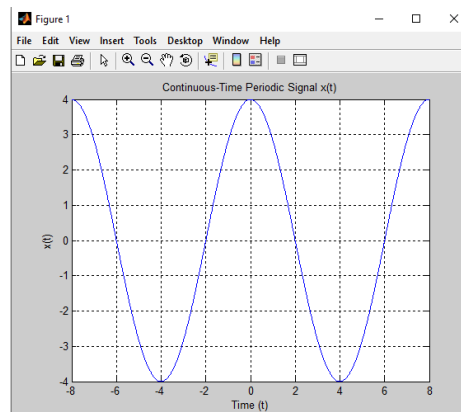 Figure 1
File Edit View Insert Tools Desktop Window Help
Continuous-Time Periodic Signal x(t)
4
3
2
1
0
-1
-2
-3
-4
x(t)
-8 -6 -4 -2 0 2 4 6 8
Time (t)